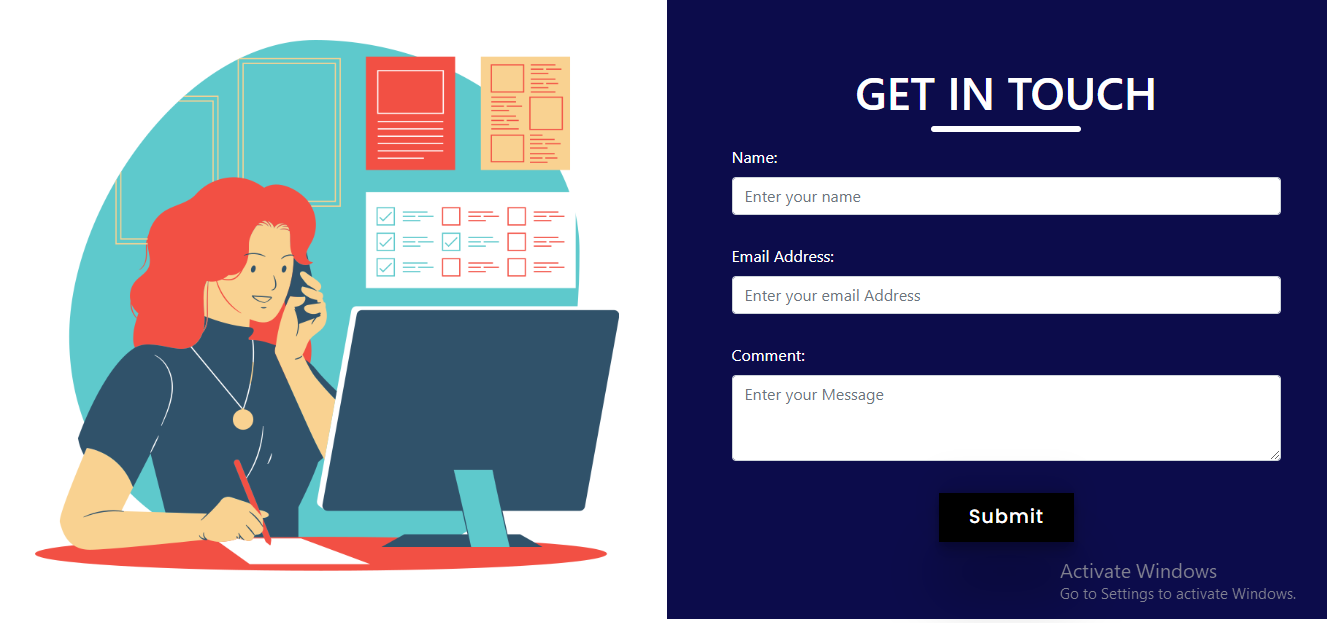 GET IN TOUCH
Name:
Enter your name
Email Address:
Enter your email Address
Comment:
Enter your Message
Submit
Activate Windows
Go to Settings to activate Windows.